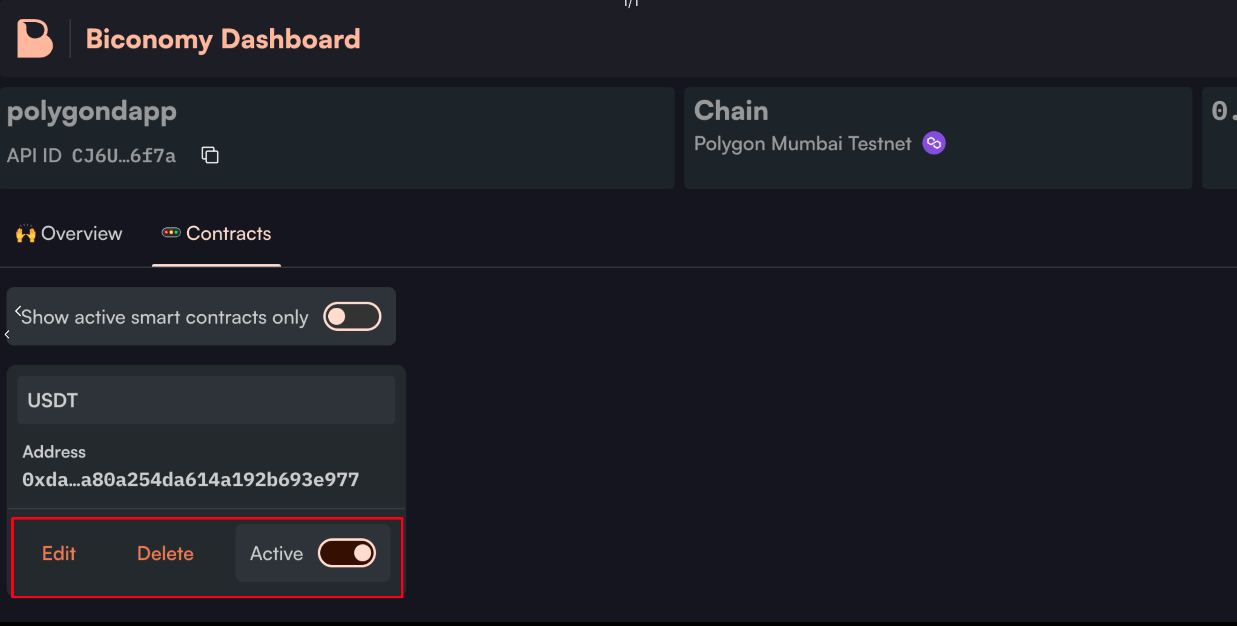 1/1
Biconomy Dashboard
polygondapp
API ID CJ6U…6f7a
Chain
Polygon Mumbai Testnet
0.
Overview
Contracts
Show active smart contracts only
USDT
Address
0xda…a80a254da614a192b693e977
Edit Delete Active